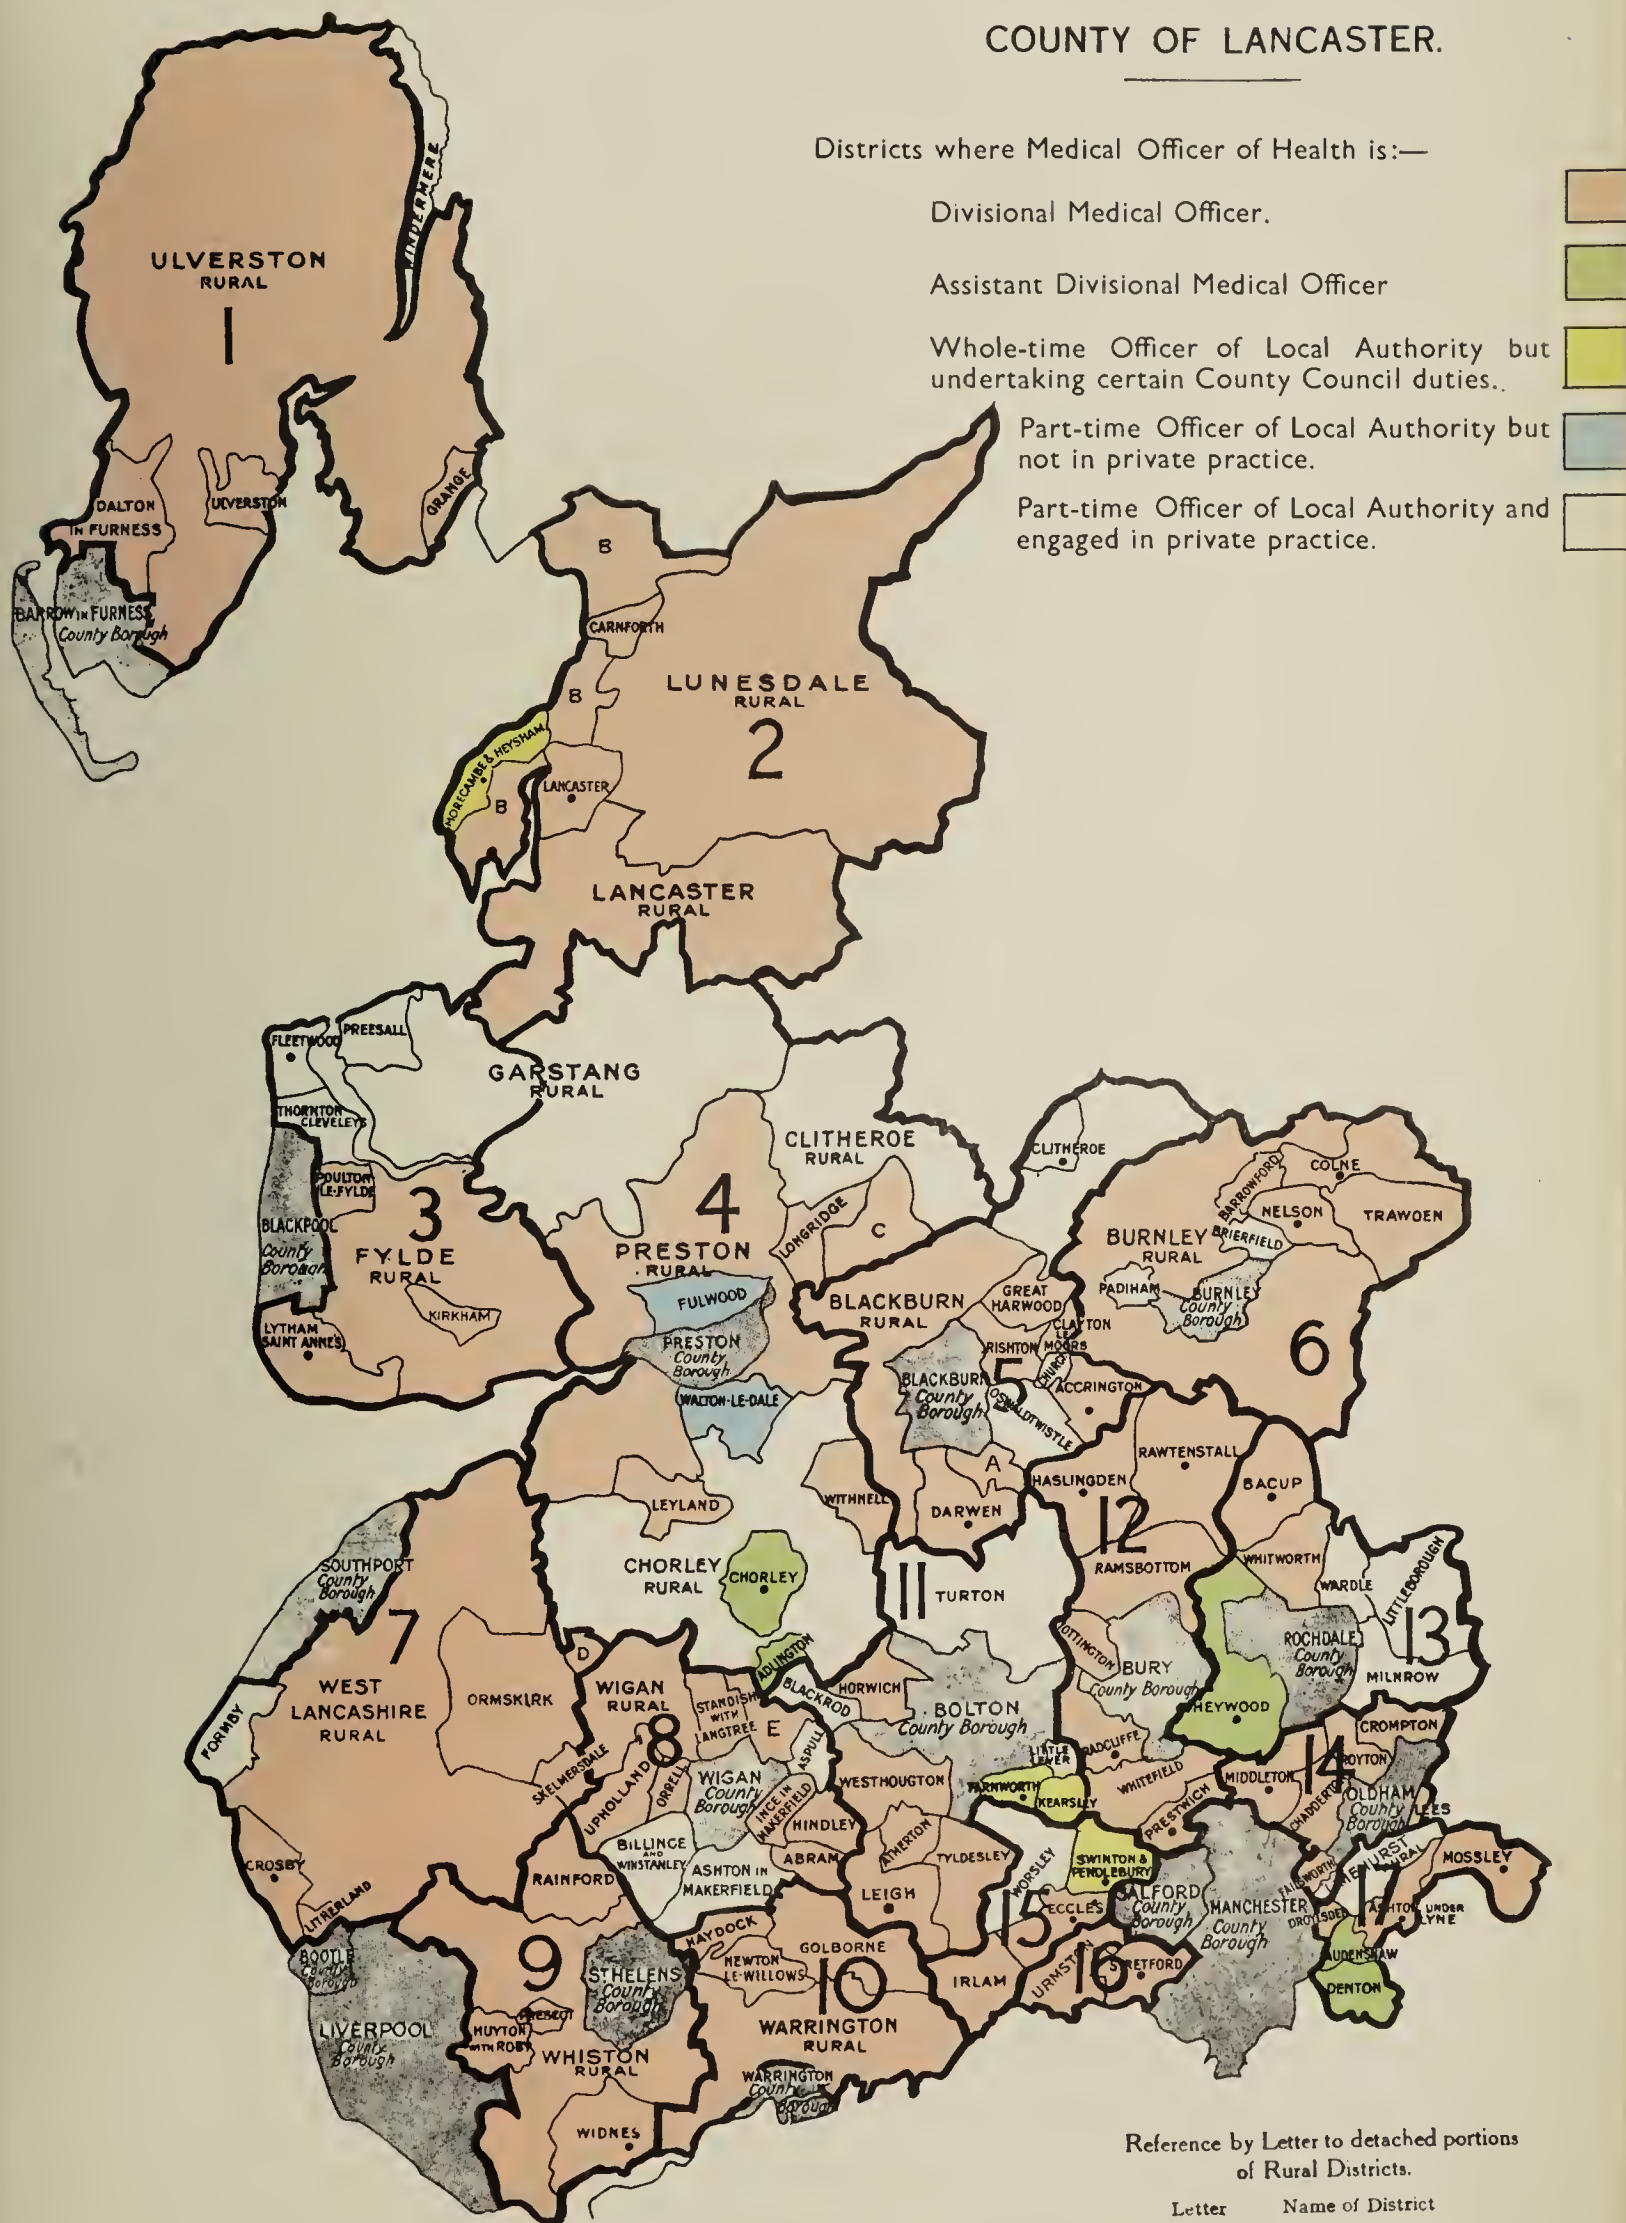 COUNTY OF LANCASTER.
Districts where Medical Officer of Health is:—
Divisional Medical Officer.
Assistant Divisional Medical Officer
Whole-time Officer of Local Authority but
undertaking certain County Council duties..
Part-time Officer of Local Authority but
not in private practice.
Part-time Officer of Local Authority and
engaged in private practice.
WINDERMERE
ULVERSTON
RURAL
1
DALTON
IN FURNESS
ULVERSTON
GRANGE
BARROW IN FURNESS
County Borough
B
CARNFORTH
LUNESDALE
RURAL
2
B
MORECAMBE & HEYSHAM
B
LANCASTER
LANCASTER
RURAL
FLEETWOOD
PREESALL
GARSTANG
RURAL
THORNTON
CLEVELEYS
CLITHEROE
RURAL
CLITHEROE
POULTON
LE-FYLDE
3
FYLDE
RURAL
BLACKPOOL
County
Borough
KIRKHAM
LYTHAM
SAINT ANNES
4
PRESTON
RURAL
LONGRIDGE
C
FULWOOD
PRESTON
County
Borough
WALTON-LE-DALE
BLACKBURN
RURAL
GREAT
HARWOOD
CLAYTON
LE
MOORS
RISHTON
CHURCH
5
ACCRINGTON
OSWALDTWISTLE
BLACKBURN
County
Borough
A
DARWEN
BARROWFORD
COLNE
NELSON
TRAWDEN
BRIERFIELD
BURNLEY
RURAL
PADIHAM
BURNLEY
County
Borough
6
RAWTENSTALL
HASLINGDEN
12
BACUP
RAMSBOTTOM
WHITWORTH
WARDLE
LITTLEBOROUGH
13
MILNROW
ROCHDALE
County
Borough
LEYLAND
WITHNELL
CHORLEY
RURAL
CHORLEY
11
TURTON
ADLINGTON
SOUTHPORT
County
Borough
7
WEST
LANCASHIRE
RURAL
ORMSKIRK
FORMBY
SKELMERSDALE
CROSBY
LITHERLAND
D
WIGAN
RURAL
8
STANDISH
WITH
LANGTREE
E
BLACKROD
HORWICH
ASPULL
UPHOLLAND
ORRELL
WIGAN
County
Borough
INCE IN
MAKERFIELD
HINDLEY
WESTHOUGTON
BILLINGE
AND
WINSTANLEY
ASHTON IN
MAKERFIELD
ABRAM
ATHERTON
TYLDESLEY
LEIGH
BOLTON
County Borough
TOTTINGTON
BURY
County Borough
HEYWOOD
LITTLE
LEVER
RADCLIFFE
FARNWORTH
KEARSLEY
WHITEFIELD
PRESTWICH
MIDDLETON
14
CROMPTON
ROYTON
CHADDERTON
OLDHAM
County
Borough
LEES
WORSLEY
SWINTON &
PENDLEBURY
15
ECCLES
SALFORD
County
Borough
MANCHESTER
County
Borough
FAILSWORTH
LIMEHURST
RURAL
MOSSLEY
17
DROYLSDEN
ASHTON UNDER
LYNE
AUDENSHAW
DENTON
IRLAM
URMSTON
16
STRETFORD
RAINFORD
BOOTLE
County
Borough
LIVERPOOL
County
Borough
9
ST HELENS
County
Borough
PRESCOT
HUYTON
WITH ROBY
WHISTON
RURAL
WIDNES
HAYDOCK
NEWTON
LE-WILLOWS
GOLBORNE
10
WARRINGTON
RURAL
WARRINGTON
County
Borough
Reference by Letter to detached portions
of Rural Districts.
Letter Name of District